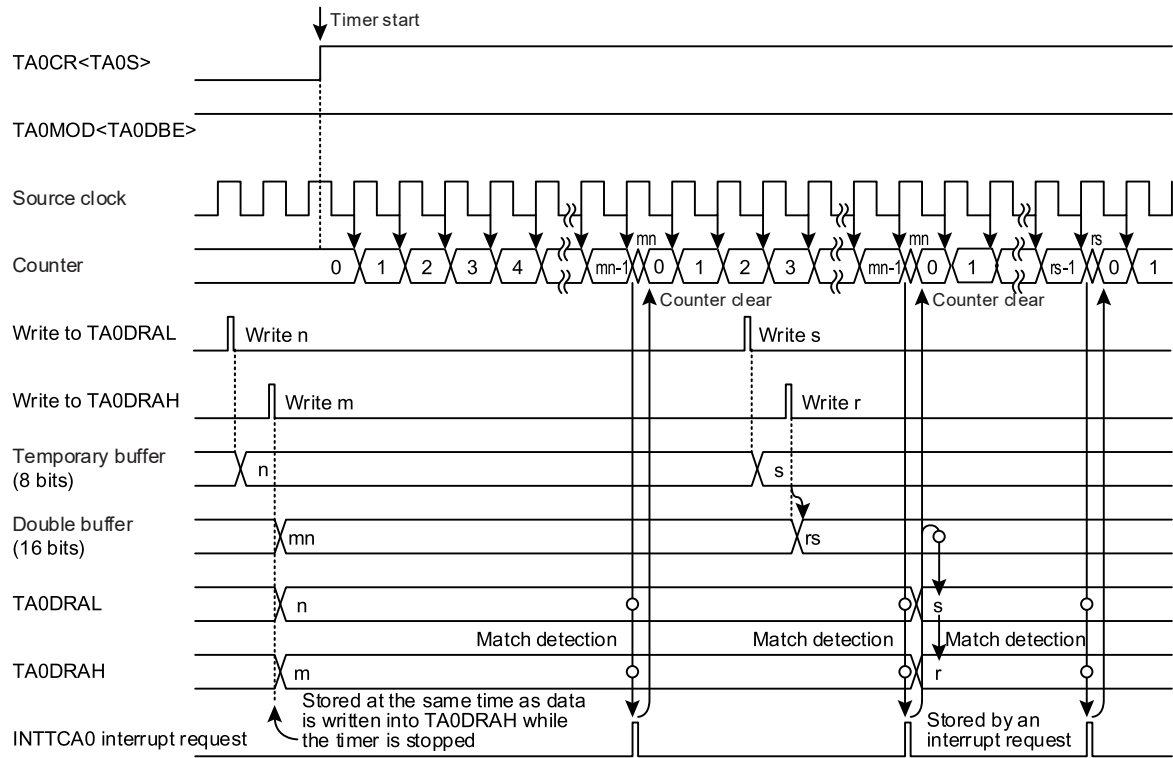 Timer start
TA0CR<TA0S>
TA0MOD<TA0DBE>
Source clock
mn mn rs
Counter 0 1 2 3 4 mn-1 0 1 2 3 mn-1 0 1 rs-1 0 1
Counter clear Counter clear
Write to TA0DRAL Write n Write s
Write to TA0DRAH Write m Write r
Temporary buffer
(8 bits) n s
Double buffer
(16 bits) mn rs
TA0DRAL n s
Match detection Match detection Match detection
TA0DRAH m r
Stored at the same time as data
is written into TA0DRAH while
the timer is stopped
Stored by an
interrupt request
INTTCA0 interrupt request